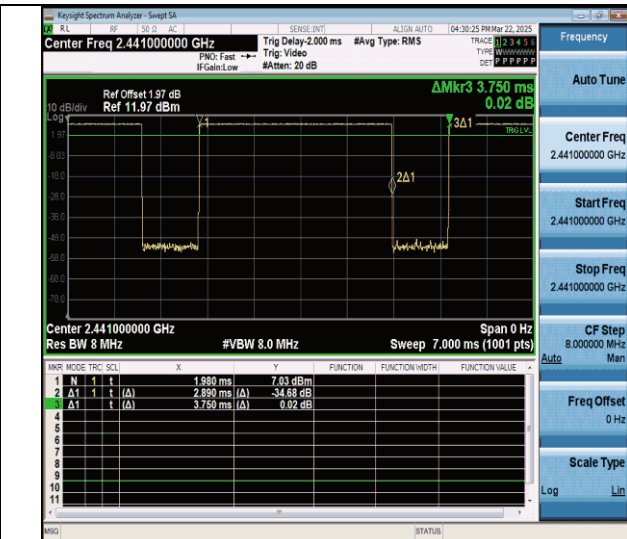 Keysight Spectrum Analyzer - Swept SA
RL RF 50 Ω AC SENSE:INT ALIGN AUTO 04:30:25 PM Mar 22, 2025
Center Freq 2.441000000 GHz Trig Delay-2.000 ms #Avg Type: RMS TRACE 1 2 3 4 5 6
PNO: Fast Trig: Video TYPE WWWWWW
IFGain:Low #Atten: 20 dB DET P P P P P P
Ref Offset 1.97 dB ΔMkr3 3.750 ms
10 dB/div Ref 11.97 dBm 0.02 dB
Log
1 3Δ1
1.97 TRIG LVL
-8.03
-18.0
2Δ1
-28.0
-38.0
-48.0
-58.0
-68.0
-78.0
Center 2.441000000 GHz Span 0 Hz
Res BW 8 MHz #VBW 8.0 MHz Sweep 7.000 ms (1001 pts)
MKR MODE TRC SCL X Y FUNCTION FUNCTION WIDTH FUNCTION VALUE
1 N 1 t 1.980 ms 7.03 dBm
2 Δ1 1 t (Δ) 2.890 ms (Δ) -34.68 dB
3 Δ1 t (Δ) 3.750 ms (Δ) 0.02 dB
4
5
6
7
8
9
10
11
MSG STATUS
Frequency
Auto Tune
Center Freq
2.441000000 GHz
Start Freq
2.441000000 GHz
Stop Freq
2.441000000 GHz
CF Step
8.000000 MHz
Auto Man
Freq Offset
0 Hz
Scale Type
Log Lin